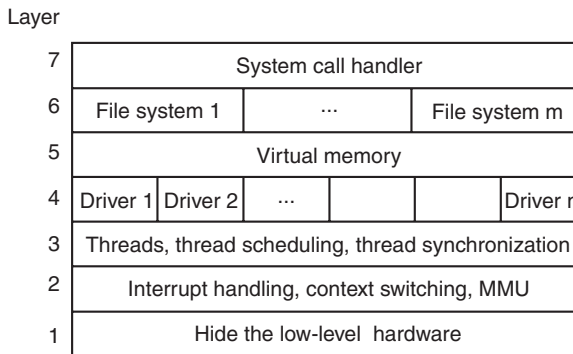 Layer
7 System call handler
6 File system 1 ... File system m
5 Virtual memory
4 Driver 1 Driver 2 ... Driver
3 Threads, thread scheduling, thread synchronization
2 Interrupt handling, context switching, MMU
1 Hide the low-level hardware